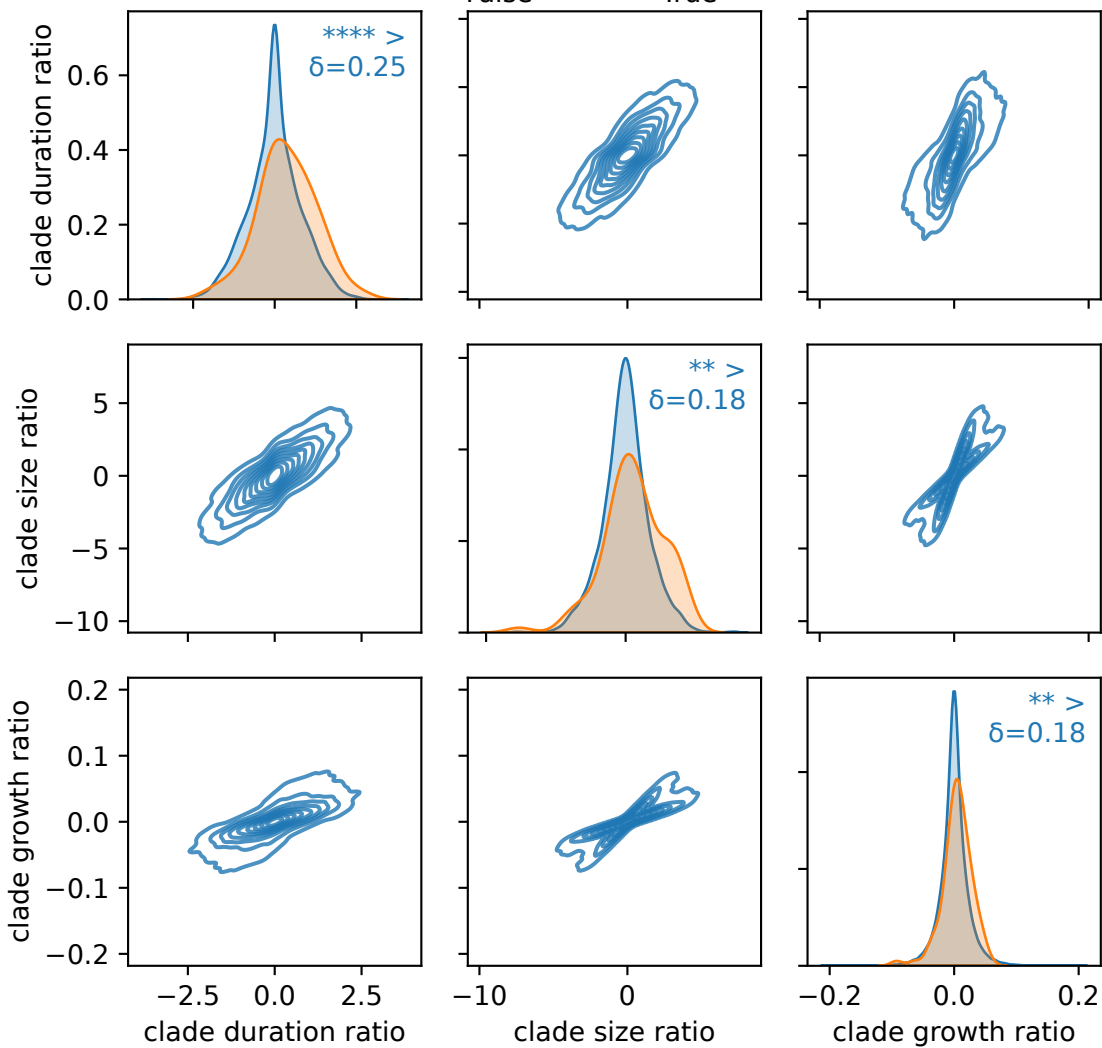 clade duration ratio
0.6
0.4
0.2
0.0
**** >
δ=0.25
clade size ratio
5
0
−5
−10
** >
δ=0.18
clade growth ratio
0.2
0.1
0.0
−0.1
−0.2
** >
δ=0.18
−2.5 0.0 2.5
−10 0
−0.2 0.0 0.2
clade duration ratio
clade size ratio
clade growth ratio